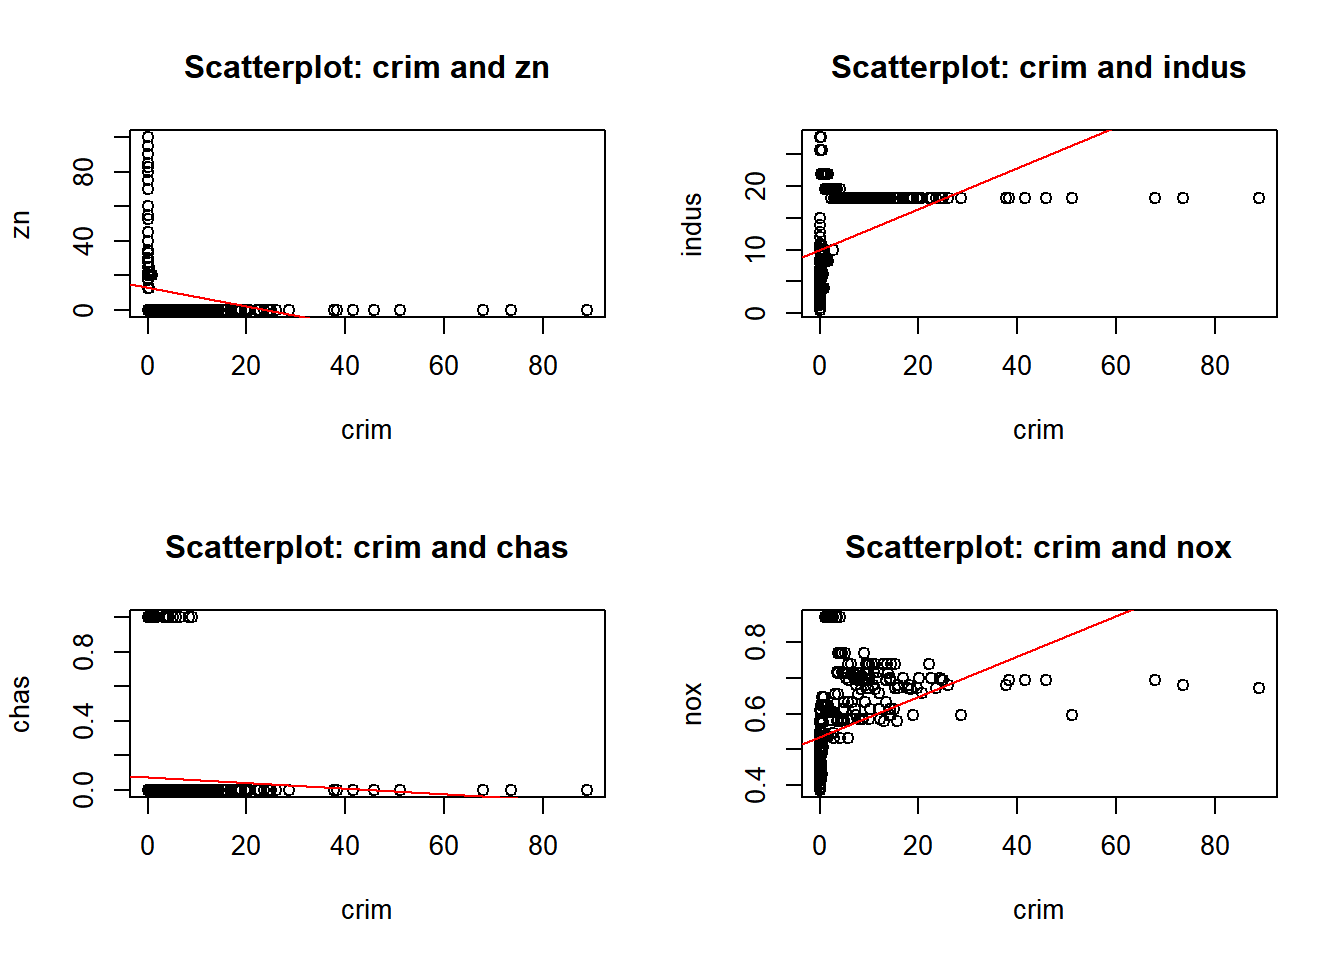 Scatterplot: crim and zn
zn
0 40 80
0 20 40 60 80
crim
Scatterplot: crim and indus
indus
0 10 20
0 20 40 60 80
crim
Scatterplot: crim and chas
chas
0.0 0.4 0.8
0 20 40 60 80
crim
Scatterplot: crim and nox
nox
0.4 0.6 0.8
0 20 40 60 80
crim